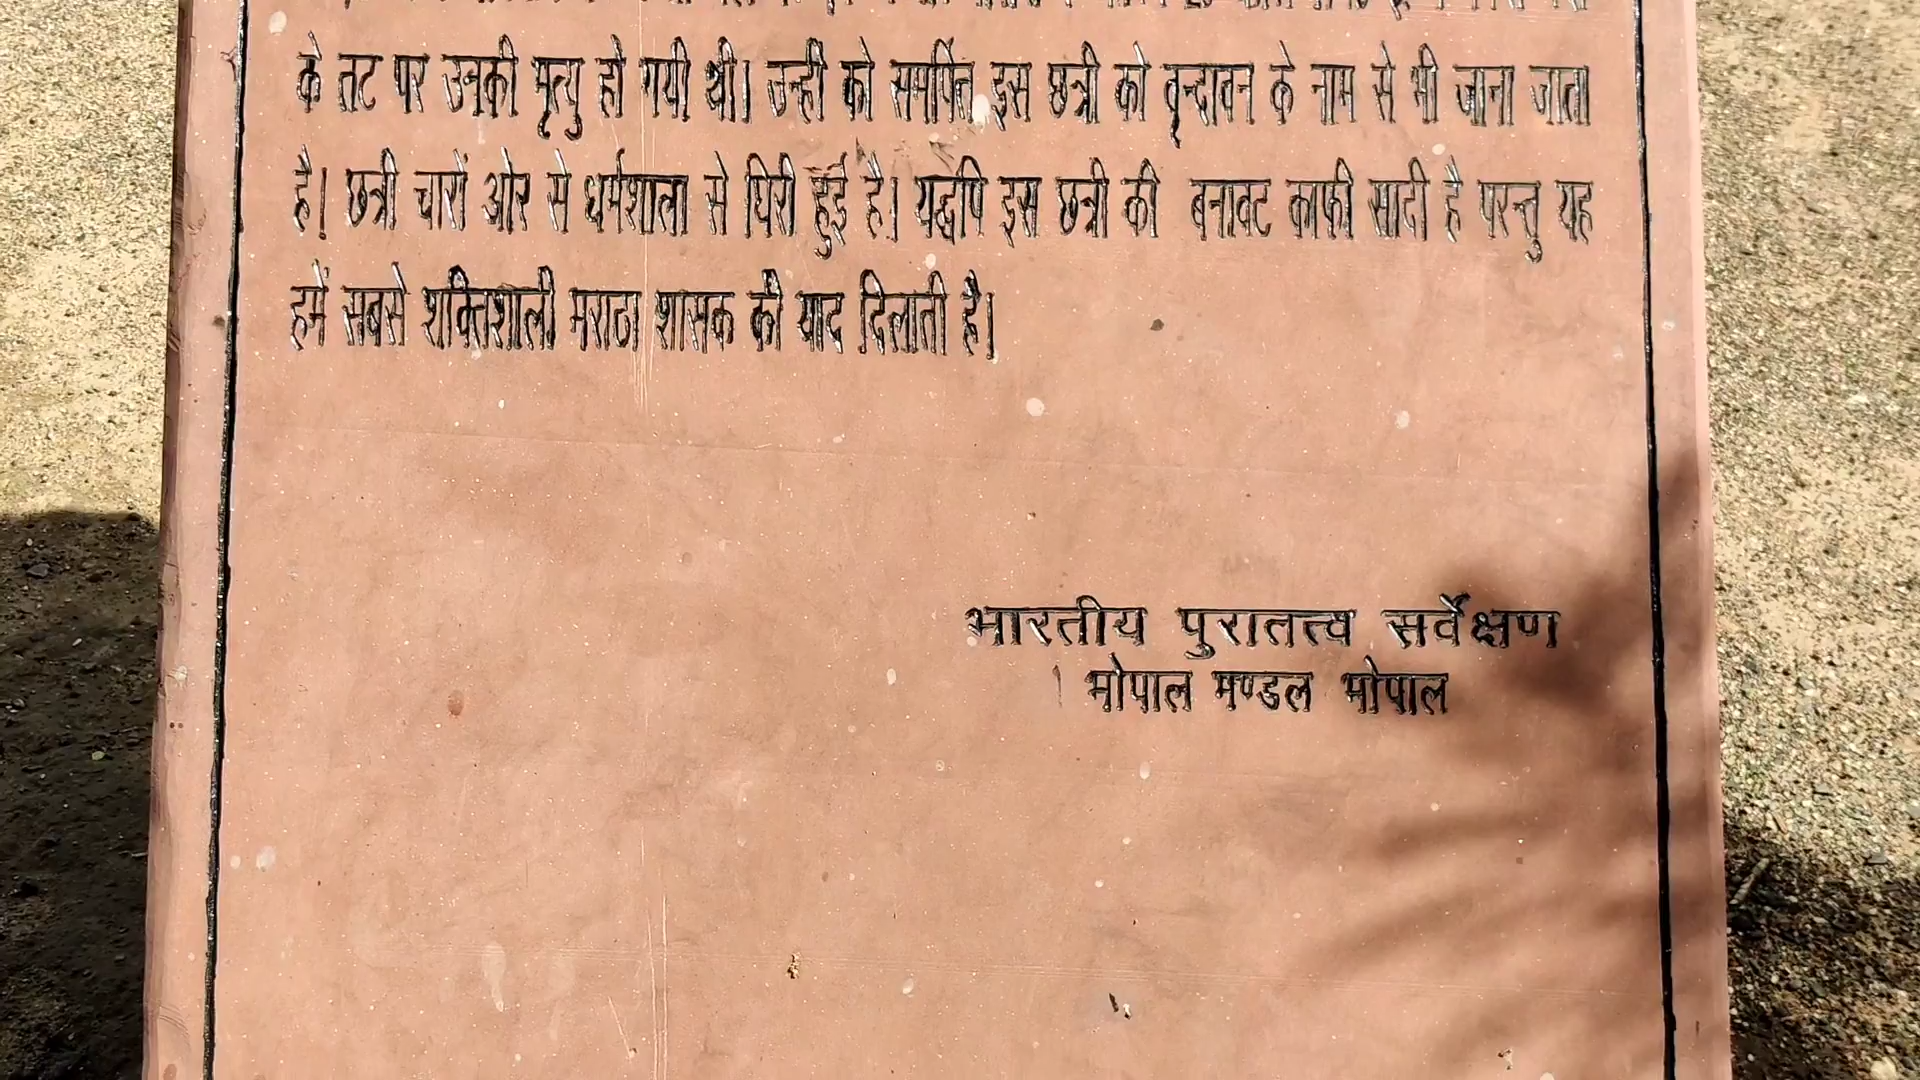 के तट पर उनकी मृत्यु हो गयी थी। उन्हीं को समर्पित इस छत्री को वृन्दावन के नाम से भी जाना जाता
है। छत्री चारों ओर से धर्मशाला से घिरी हुई है। यद्धपि इस छत्री की बनावट काफी सादी है परन्तु यह
हमें सबसे शक्तिशाली मराठा शासक की याद दिलाती है।
भारतीय पुरातत्त्व सर्वेक्षण
भोपाल मण्डल भोपाल